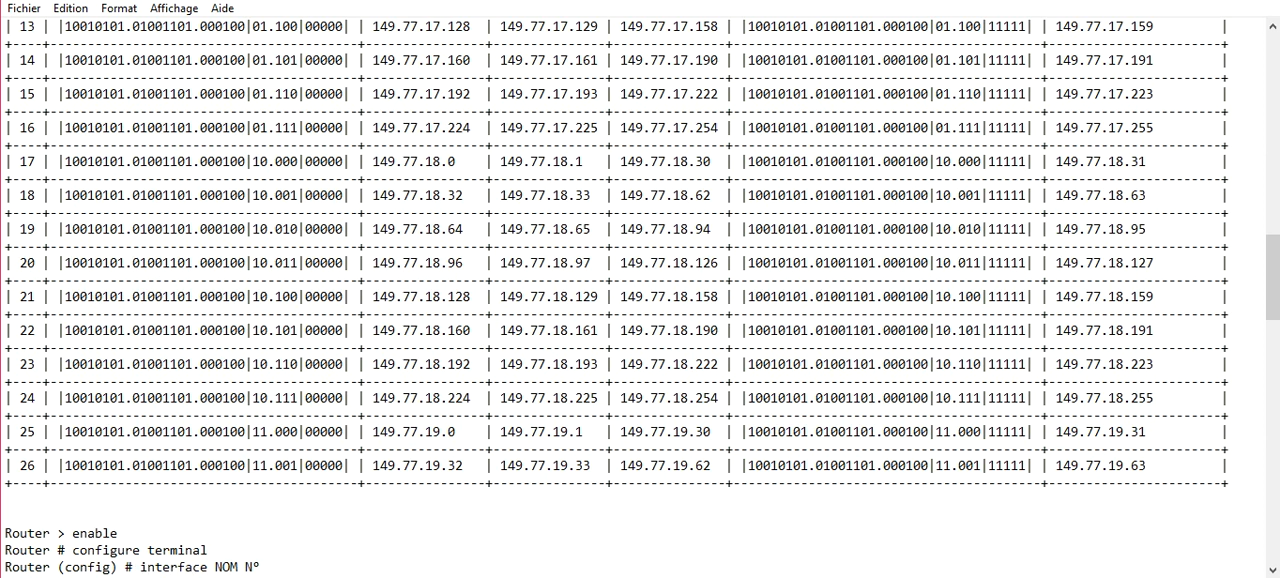 Fichier Edition Format Affichage Aide
| 13 | |10010101.01001101.000100|01.100|00000| | 149.77.17.128 | 149.77.17.129 | 149.77.17.158 | |10010101.01001101.000100|01.100|11111| | 149.77.17.159 |
+----+-----------------------------------------+----------------+---------------+---------------+-----------------------------------------+-----------------------+
| 14 | |10010101.01001101.000100|01.101|00000| | 149.77.17.160 | 149.77.17.161 | 149.77.17.190 | |10010101.01001101.000100|01.101|11111| | 149.77.17.191 |
+----+-----------------------------------------+----------------+---------------+---------------+-----------------------------------------+-----------------------+
| 15 | |10010101.01001101.000100|01.110|00000| | 149.77.17.192 | 149.77.17.193 | 149.77.17.222 | |10010101.01001101.000100|01.110|11111| | 149.77.17.223 |
+----+-----------------------------------------+----------------+---------------+---------------+-----------------------------------------+-----------------------+
| 16 | |10010101.01001101.000100|01.111|00000| | 149.77.17.224 | 149.77.17.225 | 149.77.17.254 | |10010101.01001101.000100|01.111|11111| | 149.77.17.255 |
+----+-----------------------------------------+----------------+---------------+---------------+-----------------------------------------+-----------------------+
| 17 | |10010101.01001101.000100|10.000|00000| | 149.77.18.0 | 149.77.18.1 | 149.77.18.30 | |10010101.01001101.000100|10.000|11111| | 149.77.18.31 |
+----+-----------------------------------------+----------------+---------------+---------------+-----------------------------------------+-----------------------+
| 18 | |10010101.01001101.000100|10.001|00000| | 149.77.18.32 | 149.77.18.33 | 149.77.18.62 | |10010101.01001101.000100|10.001|11111| | 149.77.18.63 |
+----+-----------------------------------------+----------------+---------------+---------------+-----------------------------------------+-----------------------+
| 19 | |10010101.01001101.000100|10.010|00000| | 149.77.18.64 | 149.77.18.65 | 149.77.18.94 | |10010101.01001101.000100|10.010|11111| | 149.77.18.95 |
+----+-----------------------------------------+----------------+---------------+---------------+-----------------------------------------+-----------------------+
| 20 | |10010101.01001101.000100|10.011|00000| | 149.77.18.96 | 149.77.18.97 | 149.77.18.126 | |10010101.01001101.000100|10.011|11111| | 149.77.18.127 |
+----+-----------------------------------------+----------------+---------------+---------------+-----------------------------------------+-----------------------+
| 21 | |10010101.01001101.000100|10.100|00000| | 149.77.18.128 | 149.77.18.129 | 149.77.18.158 | |10010101.01001101.000100|10.100|11111| | 149.77.18.159 |
+----+-----------------------------------------+----------------+---------------+---------------+-----------------------------------------+-----------------------+
| 22 | |10010101.01001101.000100|10.101|00000| | 149.77.18.160 | 149.77.18.161 | 149.77.18.190 | |10010101.01001101.000100|10.101|11111| | 149.77.18.191 |
+----+-----------------------------------------+----------------+---------------+---------------+-----------------------------------------+-----------------------+
| 23 | |10010101.01001101.000100|10.110|00000| | 149.77.18.192 | 149.77.18.193 | 149.77.18.222 | |10010101.01001101.000100|10.110|11111| | 149.77.18.223 |
+----+-----------------------------------------+----------------+---------------+---------------+-----------------------------------------+-----------------------+
| 24 | |10010101.01001101.000100|10.111|00000| | 149.77.18.224 | 149.77.18.225 | 149.77.18.254 | |10010101.01001101.000100|10.111|11111| | 149.77.18.255 |
+----+-----------------------------------------+----------------+---------------+---------------+-----------------------------------------+-----------------------+
| 25 | |10010101.01001101.000100|11.000|00000| | 149.77.19.0 | 149.77.19.1 | 149.77.19.30 | |10010101.01001101.000100|11.000|11111| | 149.77.19.31 |
+----+-----------------------------------------+----------------+---------------+---------------+-----------------------------------------+-----------------------+
| 26 | |10010101.01001101.000100|11.001|00000| | 149.77.19.32 | 149.77.19.33 | 149.77.19.62 | |10010101.01001101.000100|11.001|11111| | 149.77.19.63 |
+----+-----------------------------------------+----------------+---------------+---------------+-----------------------------------------+-----------------------+
Router > enable
Router # configure terminal
Router (config) # interface NOM N°